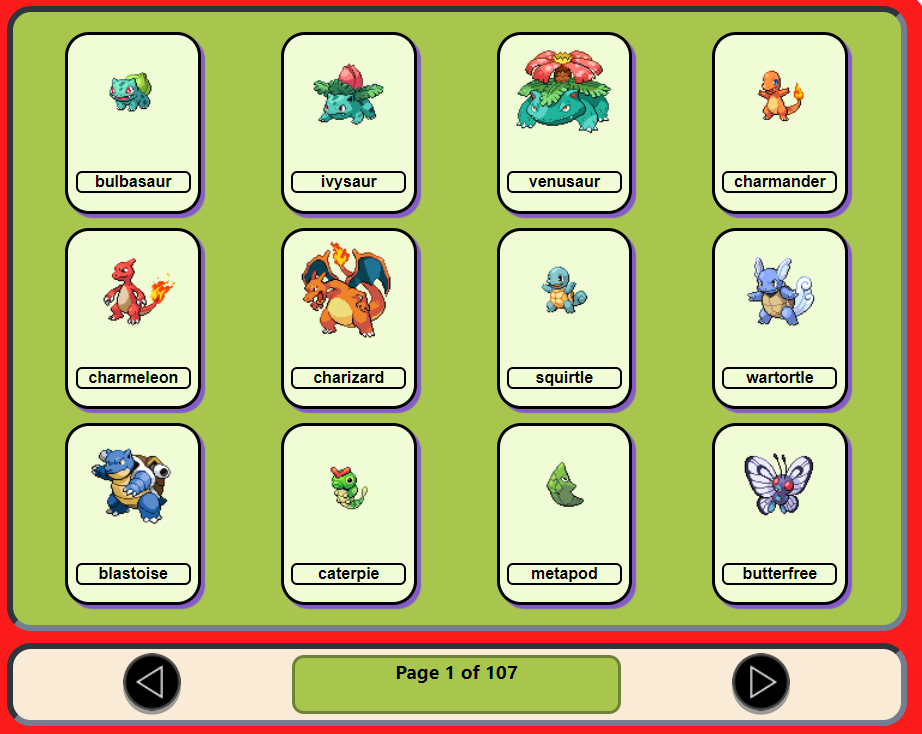 bulbasaur
ivysaur
venusaur
charmander
charmeleon
charizard
squirtle
wartortle
blastoise
caterpie
metapod
butterfree
Page 1 of 107